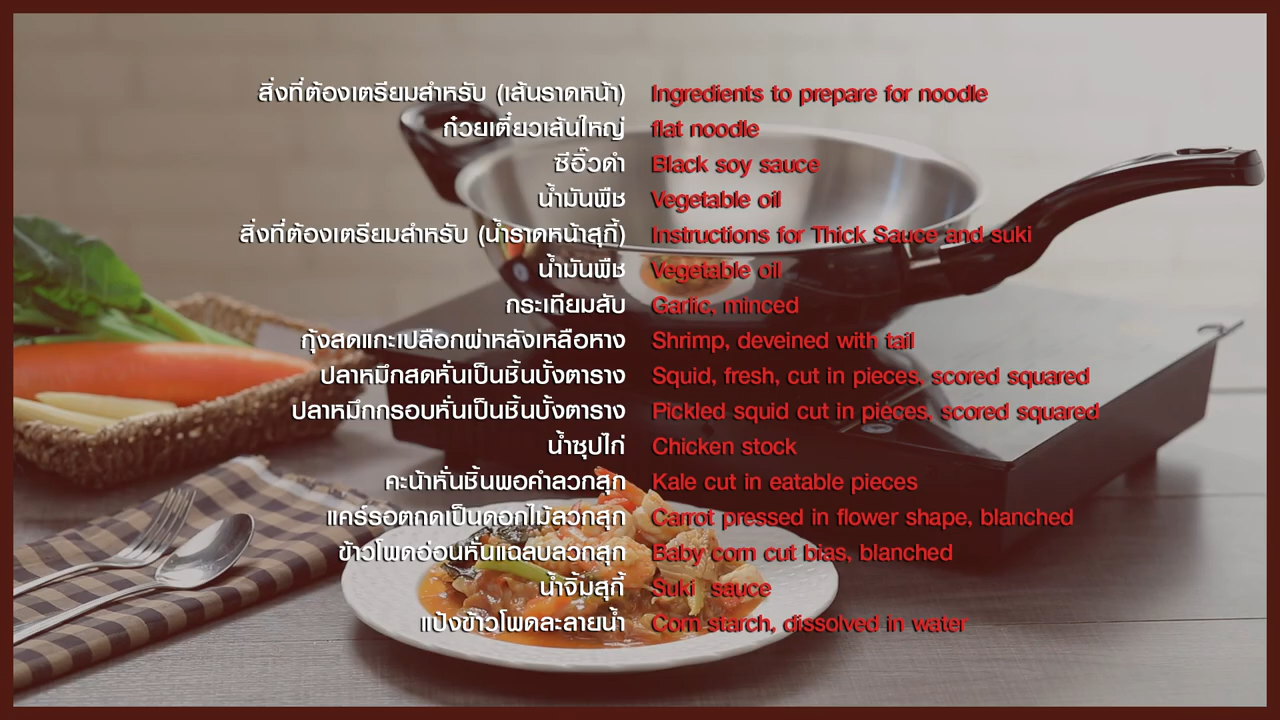 สิ่งที่ต้องเตรียมสำหรับ (เส้นราดหน้า) Ingredients to prepare for noodle
ก๋วยเตี๋ยวเส้นใหญ่ flat noodle
ซีอิ๊วดำ Black soy sauce
น้ำมันพืช Vegetable oil
สิ่งที่ต้องเตรียมสำหรับ (น้ำราดหน้าสุกี้) Instructions for Thick Sauce and suki
น้ำมันพืช Vegetable oil
กระเทียมสับ Garlic, minced
กุ้งสดแกะเปลือกผ่าหลังเหลือหาง Shrimp, deveined with tail
ปลาหมึกสดหั่นเป็นชิ้นบั้งตาราง Squid, fresh, cut in pieces, scored squared
ปลาหมึกกรอบหั่นเป็นชิ้นบั้งตาราง Pickled squid cut in pieces, scored squared
น้ำซุปไก่ Chicken stock
คะน้าหั่นชิ้นพอคำลวกสุก Kale cut in eatable pieces
แคร์รอตกดเป็นดอกไม้ลวกสุก Carrot pressed in flower shape, blanched
ข้าวโพดอ่อนหั่นแฉลบลวกสุก Baby corn cut bias, blanched
น้ำจิ้มสุกี้ Suki sauce
แป้งข้าวโพดละลายน้ำ Corn starch, dissolved in water